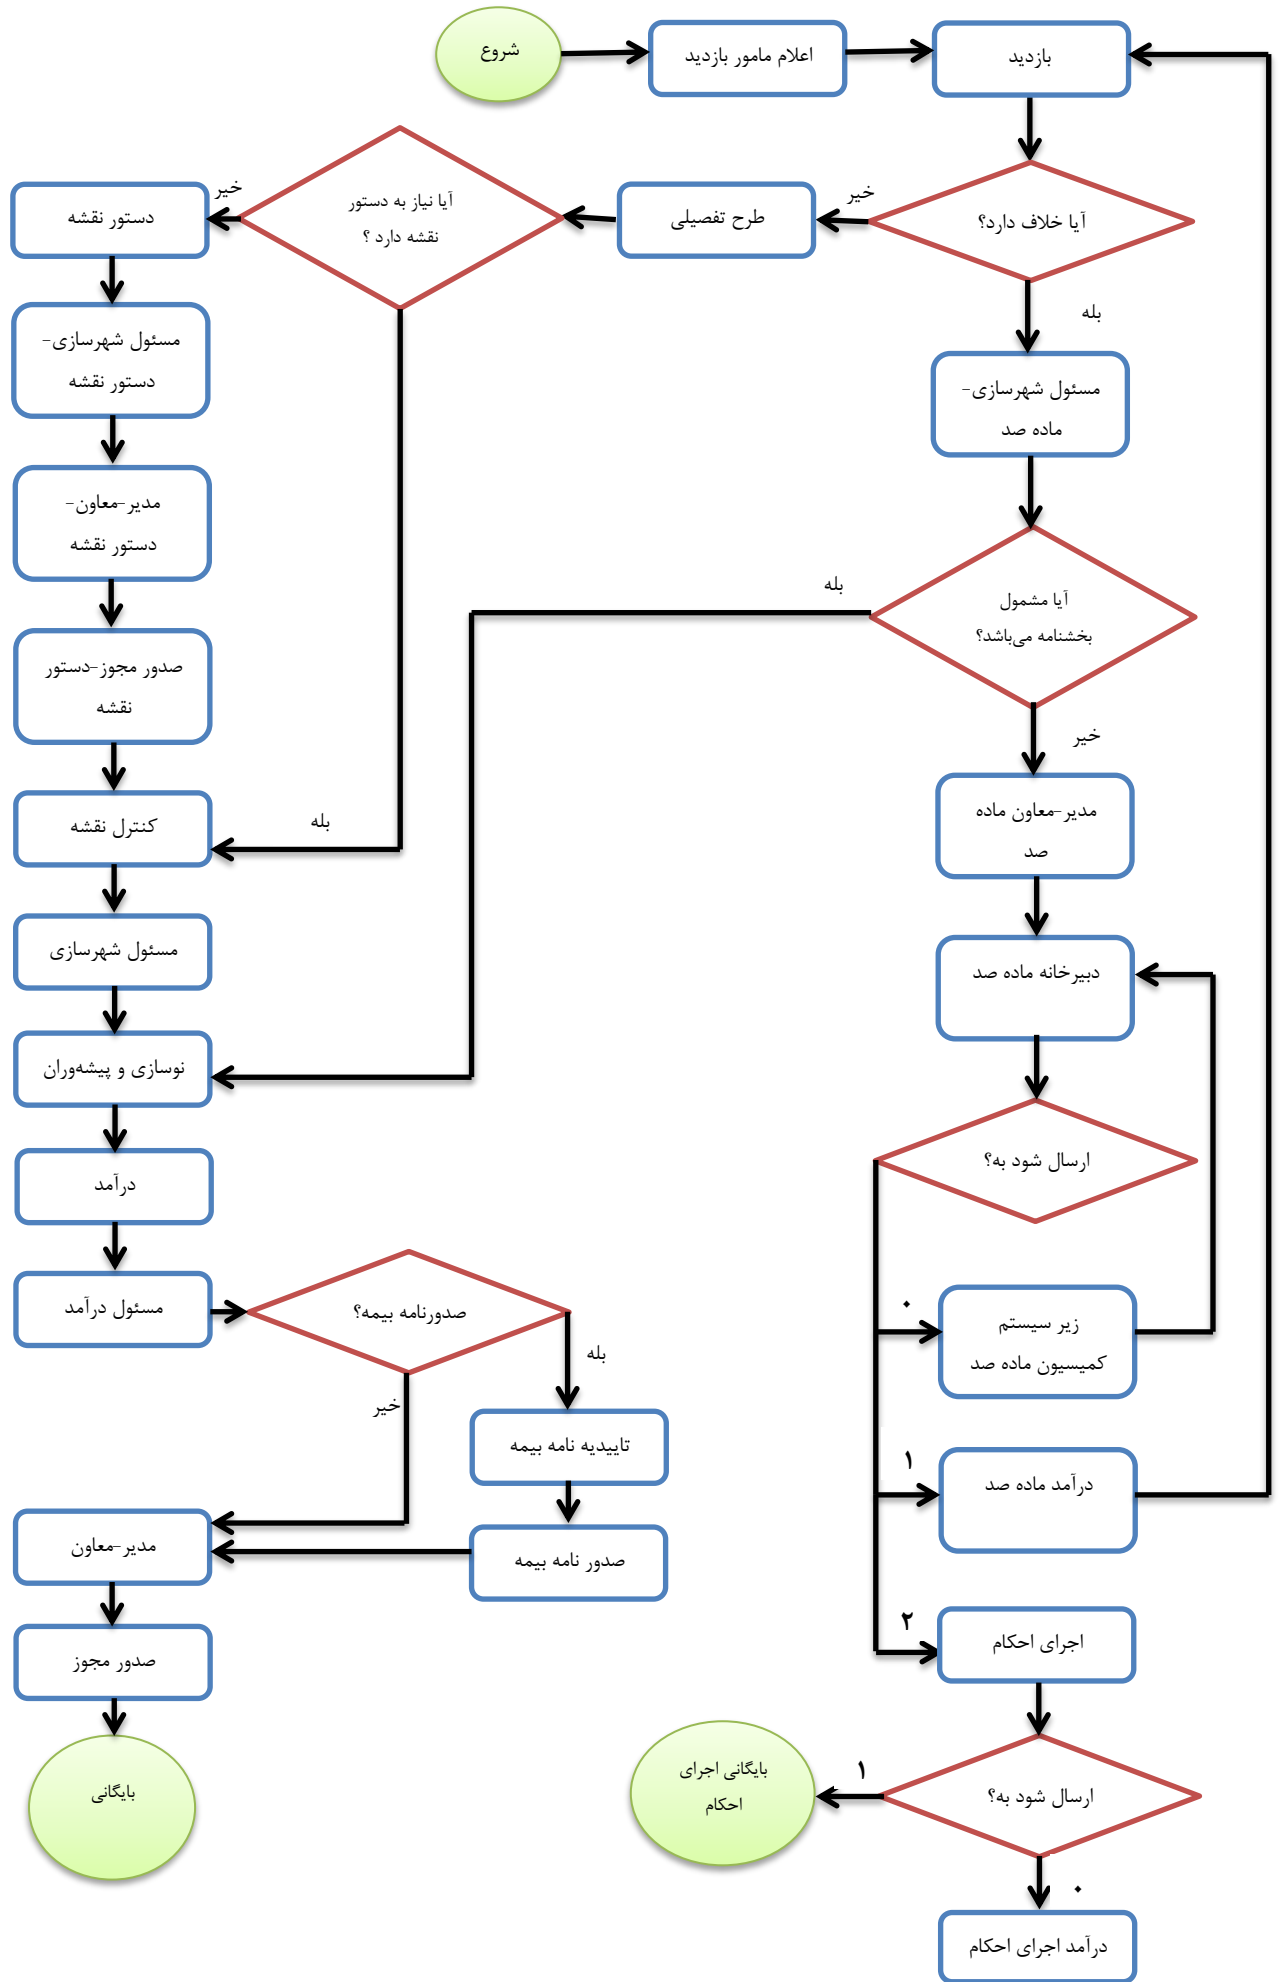 شروع
اعلام مامور بازدید
بازدید
آیا خلاف دارد؟
خیر
طرح تفصیلی
آیا نیاز به دستور
نقشه دارد ؟
خیر
دستور نقشه
مسئول شهرسازی-
دستور نقشه
مدیر-معاون-
دستور نقشه
صدور مجوز-دستور
نقشه
بله
کنترل نقشه
مسئول شهرسازی
نوسازی و پیشه‌وران
درآمد
مسئول درآمد
صدورنامه بیمه؟
بله
خیر
تاییدیه نامه بیمه
صدور نامه بیمه
مدیر-معاون
صدور مجوز
بایگانی
بله
مسئول شهرسازی-
ماده صد
آیا مشمول
بخشنامه می‌باشد؟
بله
خیر
مدیر-معاون ماده
صد
دبیرخانه ماده صد
ارسال شود به؟
۰
زیر سیستم
کمیسیون ماده صد
۱
درآمد ماده صد
۲
اجرای احکام
ارسال شود به؟
۱
بایگانی اجرای
احکام
۰
درآمد اجرای احکام